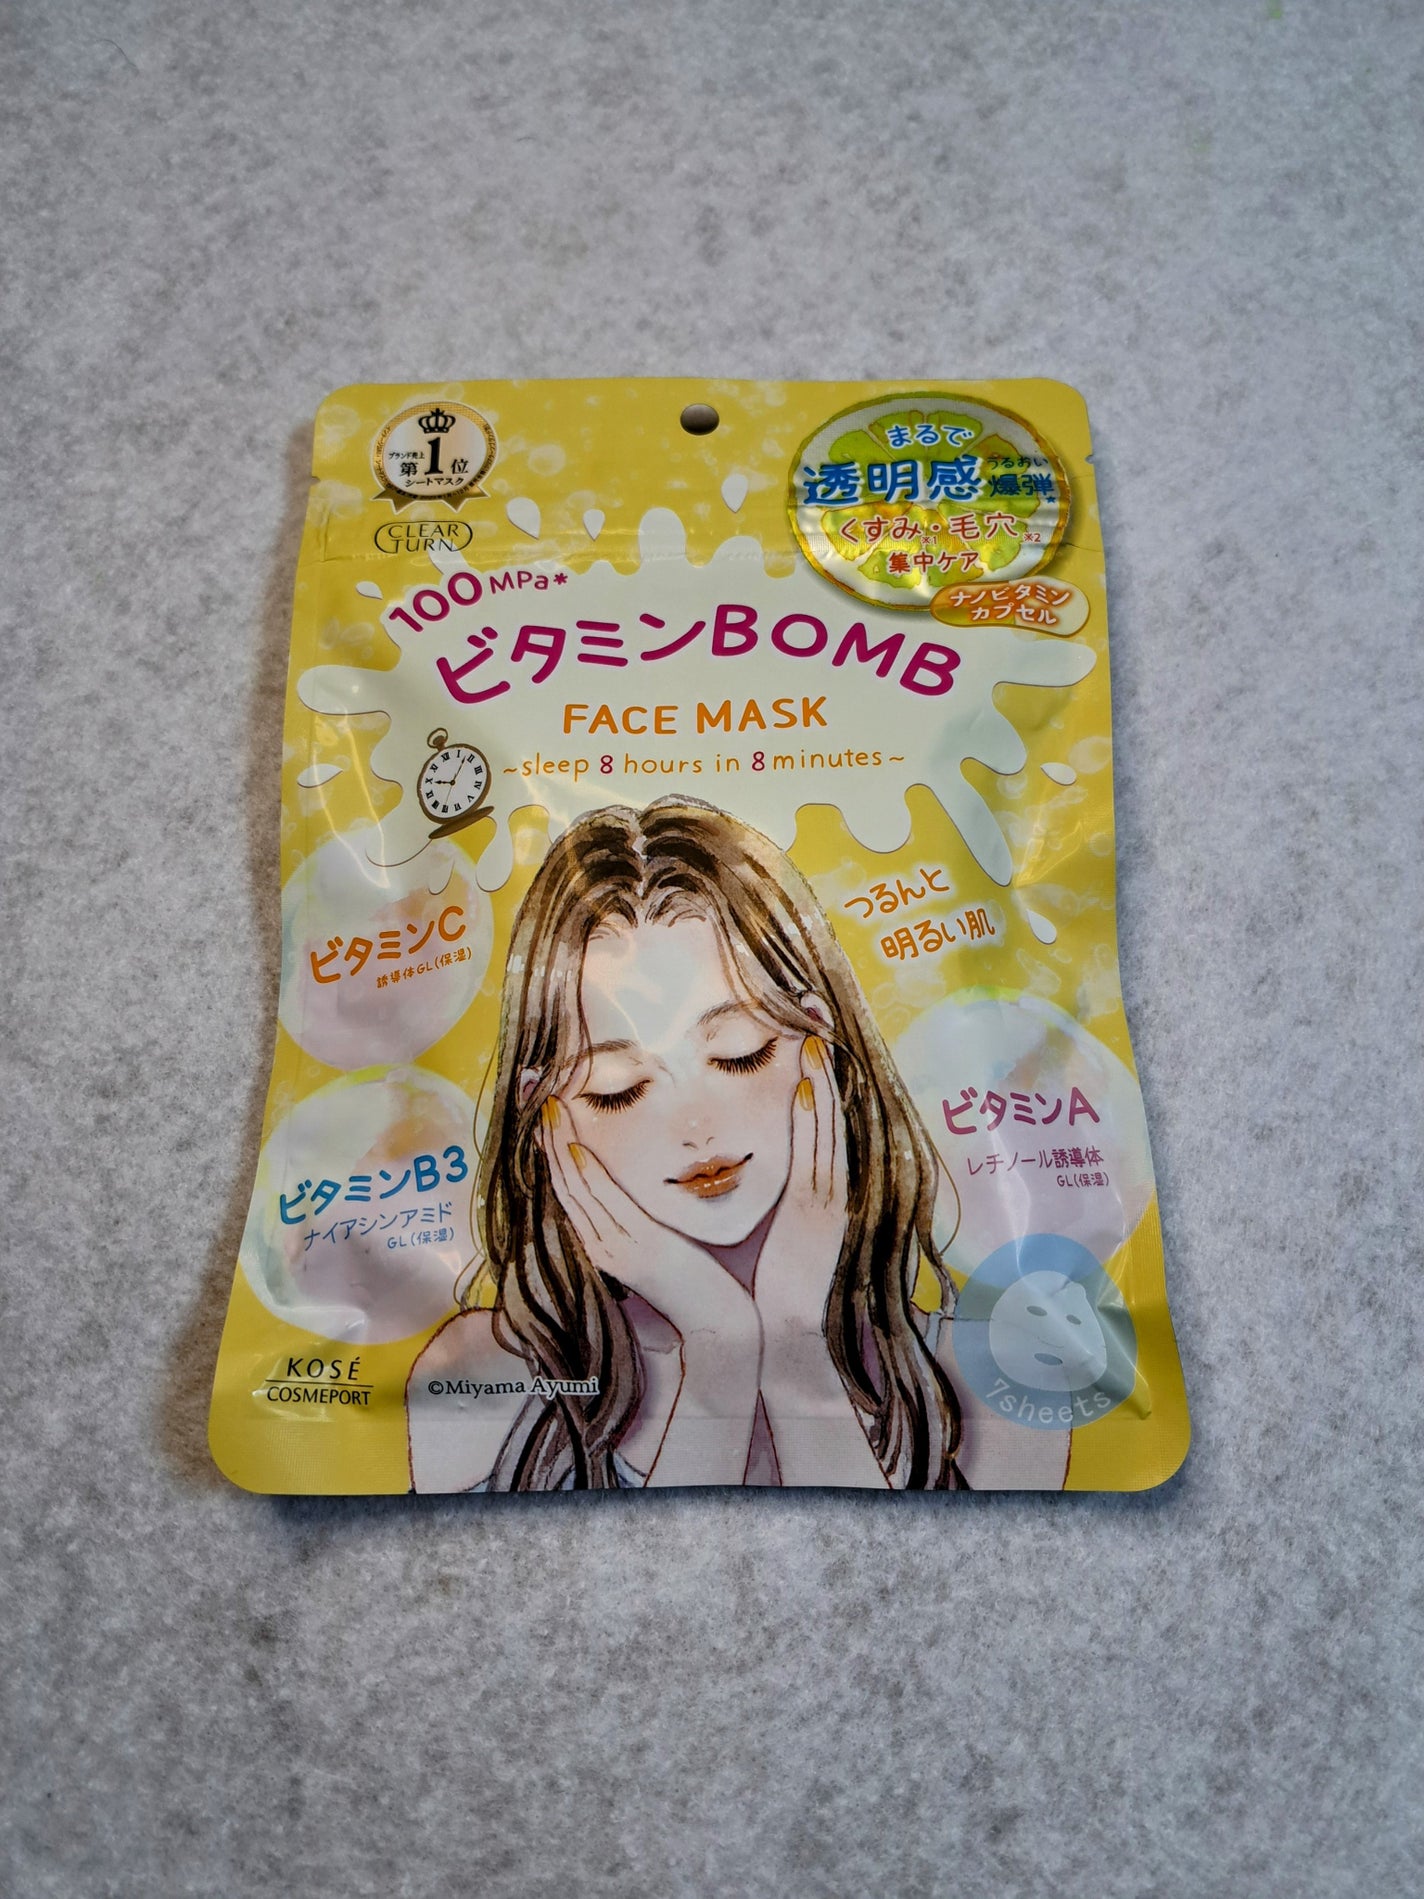 ブランド売上
第1位
シートマスク
CLEAR
TURN
まるで
透明感
うるおい
爆弾*
くすみ※1・毛穴※2
集中ケア
ナノビタミン
カプセル
100MPa*
ビタミンBOMB
FACE MASK
~sleep 8 hours in 8 minutes~
つるんと
明るい肌
ビタミンC
誘導体GL(保湿)
ビタミンB3
ナイアシンアミド
GL(保湿)
ビタミンA
レチノール誘導体
GL(保湿)
KOSÉ
COSMEPORT
©Miyama Ayumi
7sheets